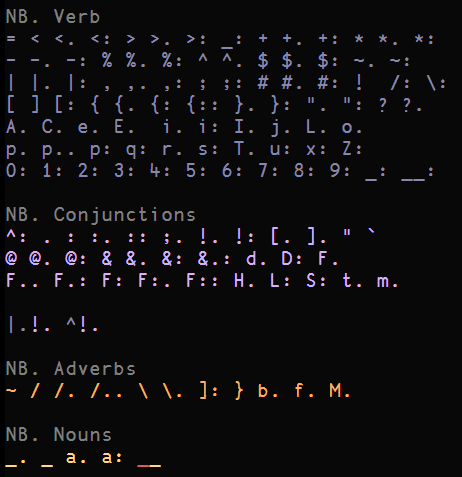 NB. Verb
= < <. <: > >. >: _: + +. +: * *. *:
- -. -: % %. %: ^ ^. $ $. $: ~. ~:
| |. |: , ,. ,: ; ;: # #. #: ! /: \:
[ ] [: { {. {: {:: }. }: ". ": ? ?.
A. C. e. E. i. i: I. j. L. o.
p. p.. p: q: r. s: T. u: x: Z:
0: 1: 2: 3: 4: 5: 6: 7: 8: 9: _: __:
NB. Conjunctions
^: . : :. :: ;. !. !: [. ]. " `
@ @. @: & &. &: &.: d. D: F.
F.. F.: F: F:. F:: H. L: S: t. m.
|.!. ^!.
NB. Adverbs
~ / /. /.. \ \. ]: } b. f. M.
NB. Nouns
_. _ a. a: __